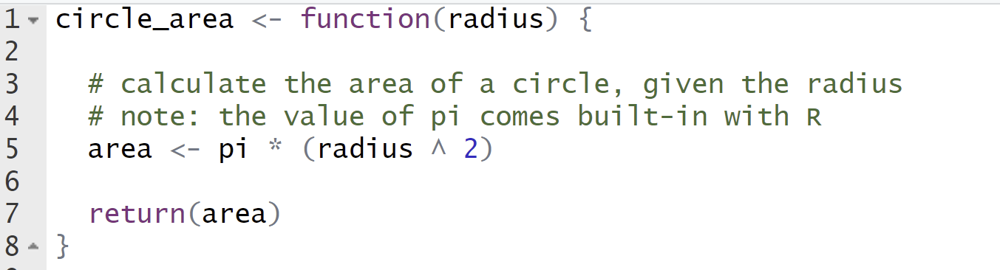 1 circle_area <- function(radius) {
2
3 # calculate the area of a circle, given the radius
4 # note: the value of pi comes built-in with R
5 area <- pi * (radius ^ 2)
6
7 return(area)
8 }